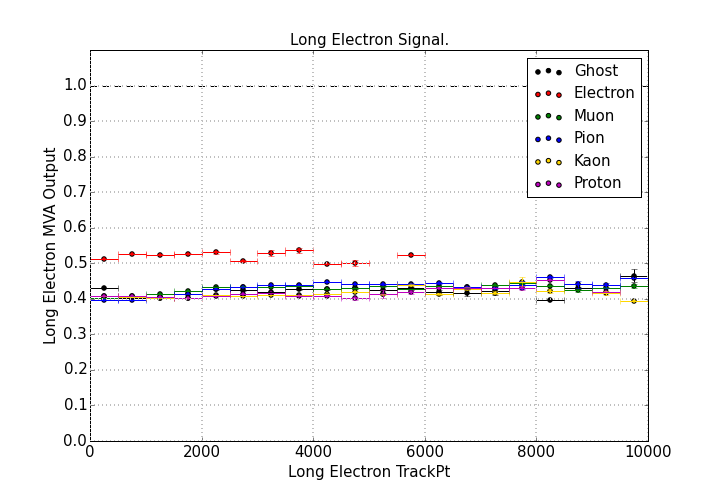 Long Electron Signal.
1.0
0.9
0.8
0.7
0.6
0.5
0.4
0.3
0.2
0.1
0.0
Long Electron MVA Output
Ghost
Electron
Muon
Pion
Kaon
Proton
0 2000 4000 6000 8000 10000
Long Electron TrackPt